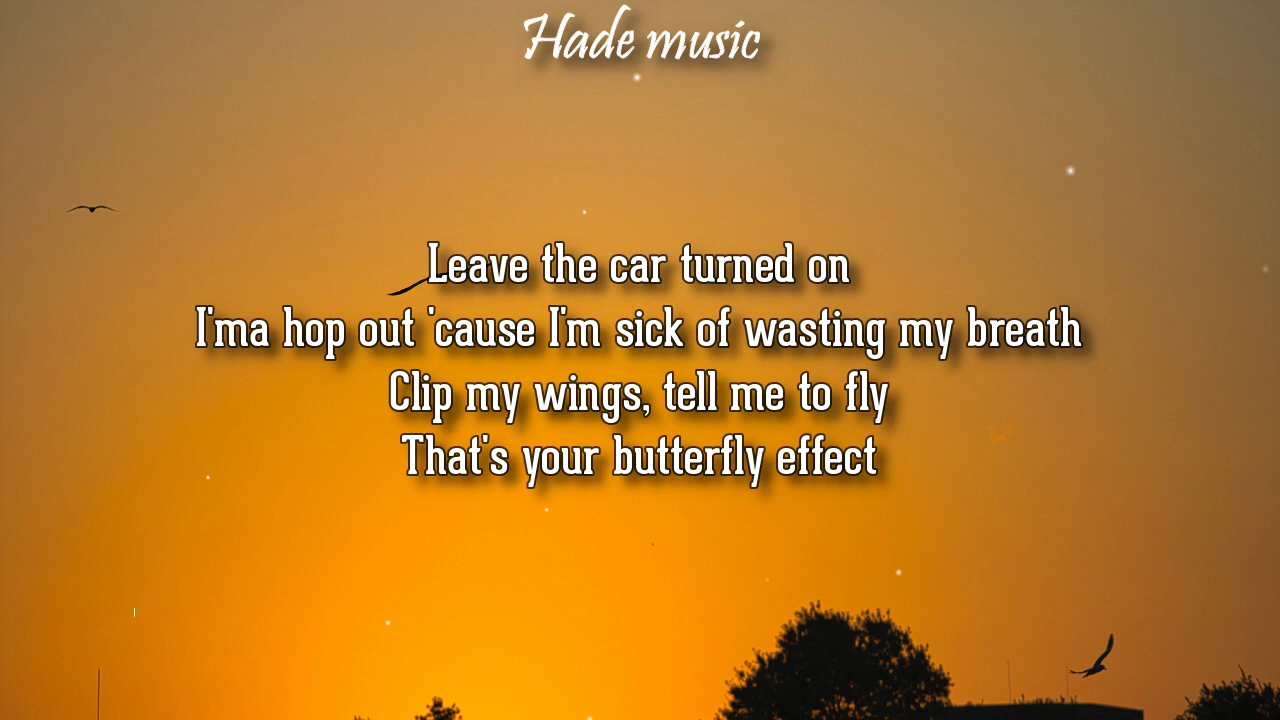 Hade music
Leave the car turned on
I'ma hop out 'cause I'm sick of wasting my breath
Clip my wings, tell me to fly
That's your butterfly effect